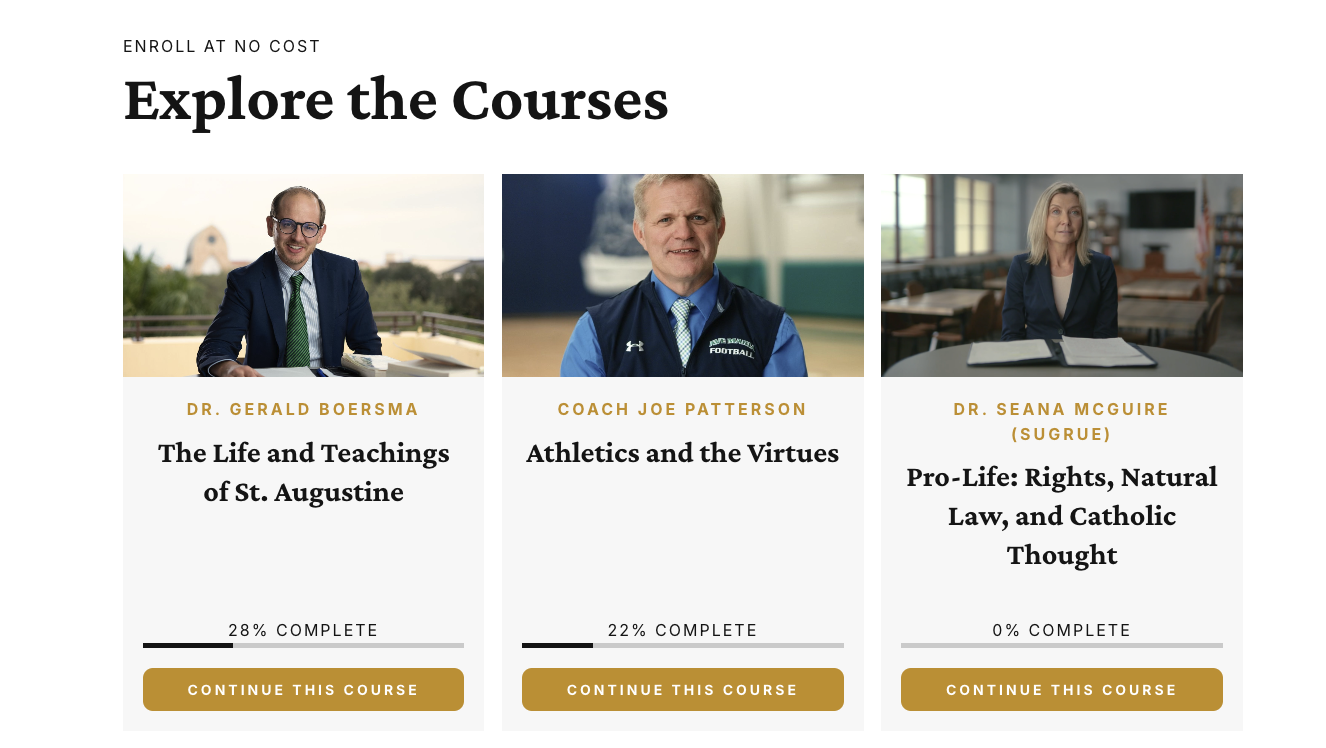 ENROLL AT NO COST
Explore the Courses
AVE MARIA
FOOTBALL
DR. GERALD BOERSMA
The Life and Teachings
of St. Augustine
28% COMPLETE
CONTINUE THIS COURSE
COACH JOE PATTERSON
Athletics and the Virtues
22% COMPLETE
CONTINUE THIS COURSE
DR. SEANA MCGUIRE
(SUGRUE)
Pro-Life: Rights, Natural
Law, and Catholic
Thought
0% COMPLETE
CONTINUE THIS COURSE